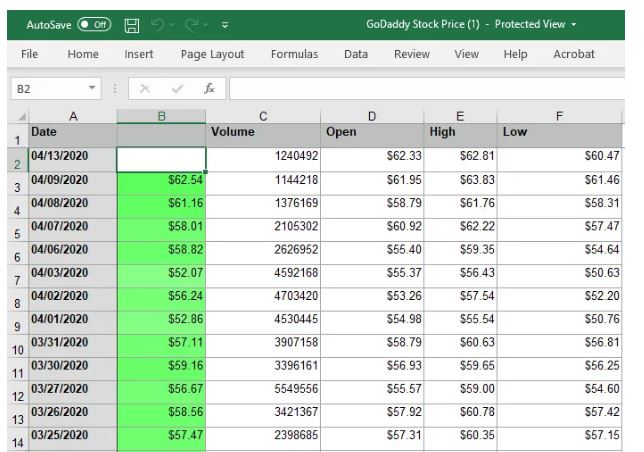 AutoSave Off GoDaddy Stock Price (1) - Protected View
File Home Insert Page Layout Formulas Data Review View Help Acrobat
B2 fx
A B C D E F
1 Date Volume Open High Low
2 04/13/2020 1240492 $62.33 $62.81 $60.47
3 04/09/2020 $62.54 1144218 $61.95 $63.83 $61.46
4 04/08/2020 $61.16 1376169 $58.79 $61.76 $58.31
5 04/07/2020 $58.01 2105302 $60.92 $62.22 $57.47
6 04/06/2020 $58.82 2626952 $55.40 $59.35 $54.64
7 04/03/2020 $52.07 4592168 $55.37 $56.43 $50.63
8 04/02/2020 $56.24 4703420 $53.26 $57.54 $52.20
9 04/01/2020 $52.86 4530445 $54.98 $55.54 $50.76
10 03/31/2020 $57.11 3907158 $58.79 $60.63 $56.81
11 03/30/2020 $59.16 3396161 $56.93 $59.65 $56.25
12 03/27/2020 $56.67 5549556 $55.57 $59.00 $54.60
13 03/26/2020 $58.56 3421367 $57.92 $60.78 $57.42
14 03/25/2020 $57.47 2398685 $57.31 $60.35 $57.15